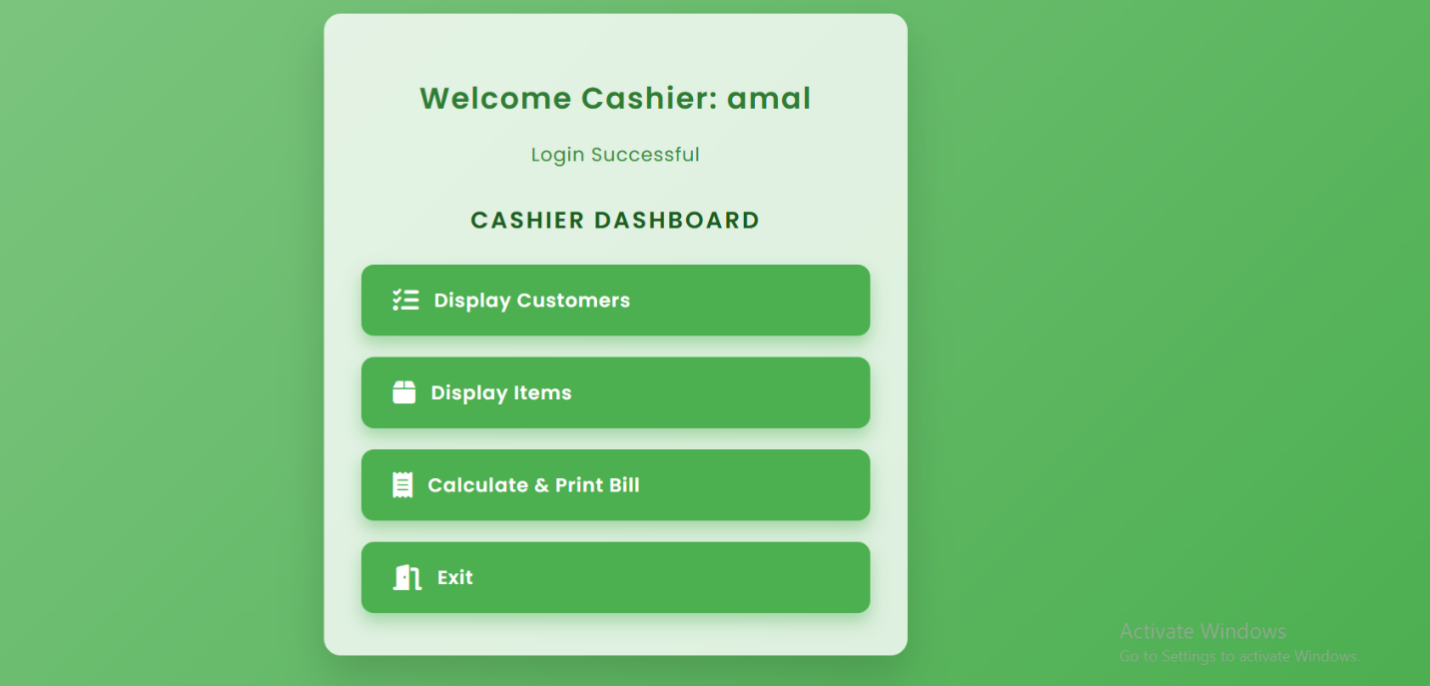 Welcome Cashier: amal
Login Successful
CASHIER DASHBOARD
Display Customers
Display Items
Calculate & Print Bill
Exit
Activate Windows
Go to Settings to activate Windows.